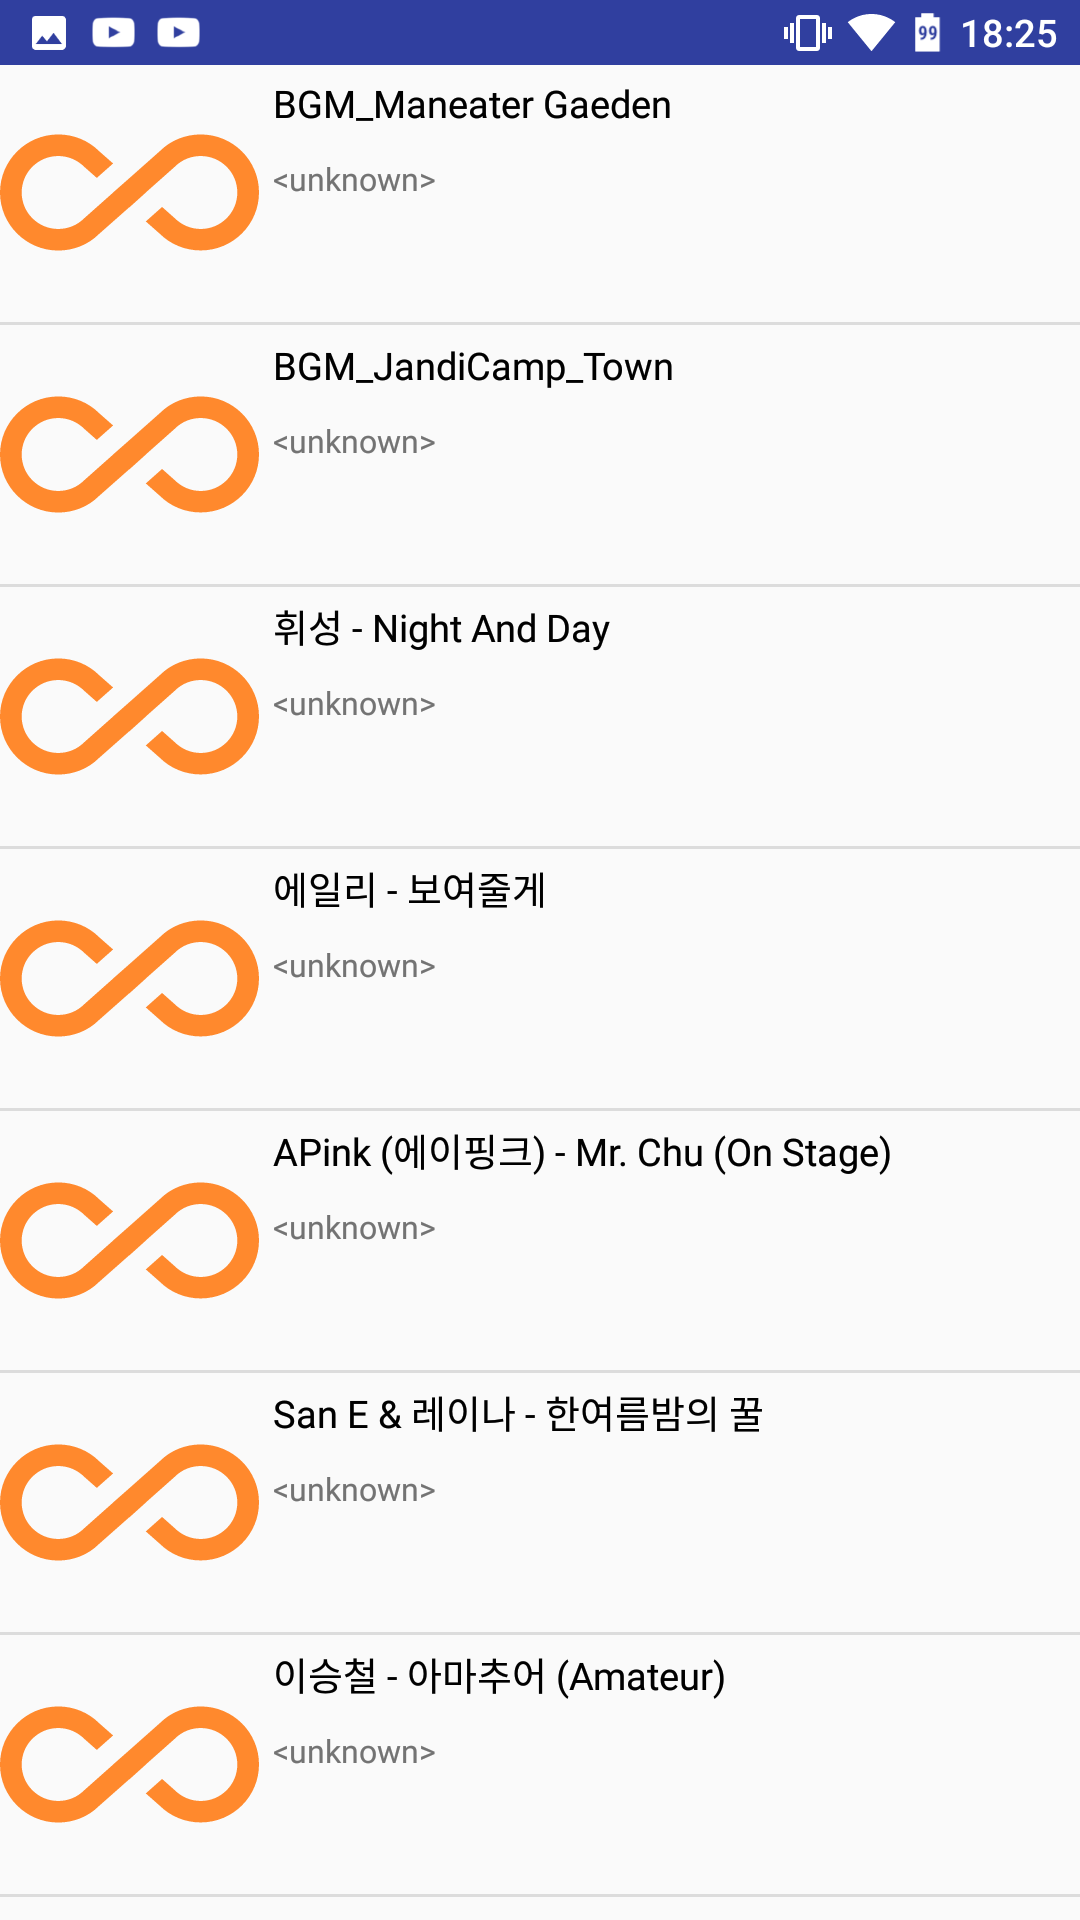 99 18:25
BGM_Maneater Gaeden
<unknown>
BGM_JandiCamp_Town
<unknown>
휘성 - Night And Day
<unknown>
에일리 - 보여줄게
<unknown>
APink (에이핑크) - Mr. Chu (On Stage)
<unknown>
San E & 레이나 - 한여름밤의 꿀
<unknown>
이승철 - 아마추어 (Amateur)
<unknown>